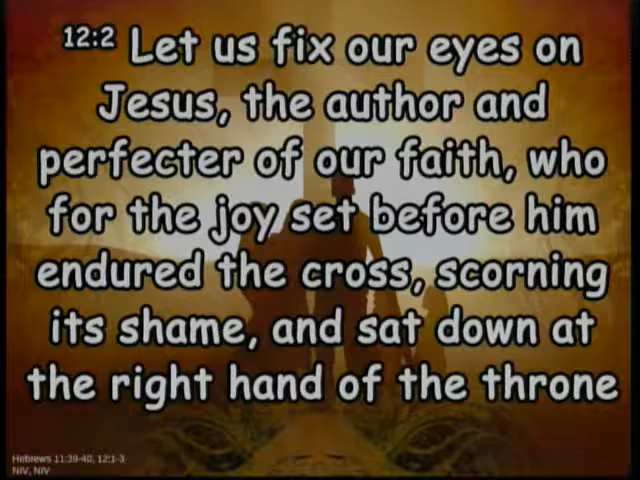 12:2 Let us fix our eyes on
Jesus, the author and
perfecter of our faith, who
for the joy set before him
endured the cross, scorning
its shame, and sat down at
the right hand of the throne
Hebrews 11:39-40, 12:1-3
NIV, NIV